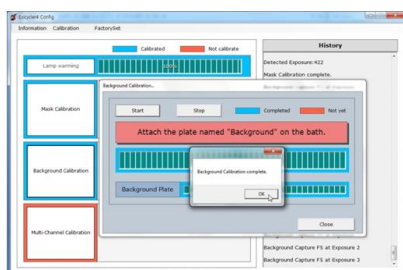 Exicycler4 Config
Information Calibration FactorySet
Calibrated Not calibrate
History
Lamp warming
Detected Exposure:422
Mask Calibration complete.
Background Calibration...
Start Stop Completed Not yet
Mask Calibration
Attach the plate named "Background" on the bath.
Background Calibration complete.
OK
Background Calibration
Background Plate
Close
Multi-Channel Calibration
Background Capture FS at Exposure 2
Background Capture FS at Exposure 3